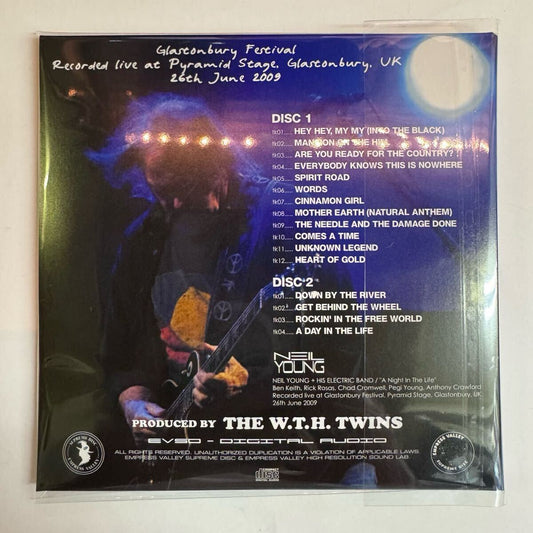 Glastonbury Festival
Recorded live at Pyramid Stage, Glastonbury, UK
26th June 2009
DISC 1
tk01..... HEY HEY, MY MY (INTO THE BLACK)
tk02..... MANSION ON THE HILL
tk03..... ARE YOU READY FOR THE COUNTRY?
tk04..... EVERYBODY KNOWS THIS IS NOWHERE
tk05..... SPIRIT ROAD
tk06..... WORDS
tk07..... CINNAMON GIRL
tk08..... MOTHER EARTH (NATURAL ANTHEM)
tk09..... THE NEEDLE AND THE DAMAGE DONE
tk10..... COMES A TIME
tk11..... UNKNOWN LEGEND
tk12..... HEART OF GOLD
DISC 2
tk01..... DOWN BY THE RIVER
tk02..... GET BEHIND THE WHEEL
tk03..... ROCKIN' IN THE FREE WORLD
tk04..... A DAY IN THE LIFE
NEIL
YOUNG
NEIL YOUNG + HIS ELECTRIC BAND / "A Night In The Life"
Ben Keith, Rick Rosas, Chad Cromwell, Pegi Young, Anthony Crawford
Recorded live at Glastonbury Festival, Pyramid Stage, Glastonbury, UK
26th June 2009
PRODUCED BY THE W.T.H. TWINS
EVSD - DIGITAL AUDIO
ALL RIGHTS RESERVED. UNAUTHORIZED DUPLICATION IS A VIOLATION OF APPLICABLE LAWS.
EMPRESS VALLEY SUPREME DISC & EMPRESS VALLEY HIGH RESOLUTION SOUND LAB.
SUPREME DISC
EMPRESS VALLEY
EMPRESS VALLEY
SUPREME DISC
COMPACT
disc
DIGITAL AUDIO